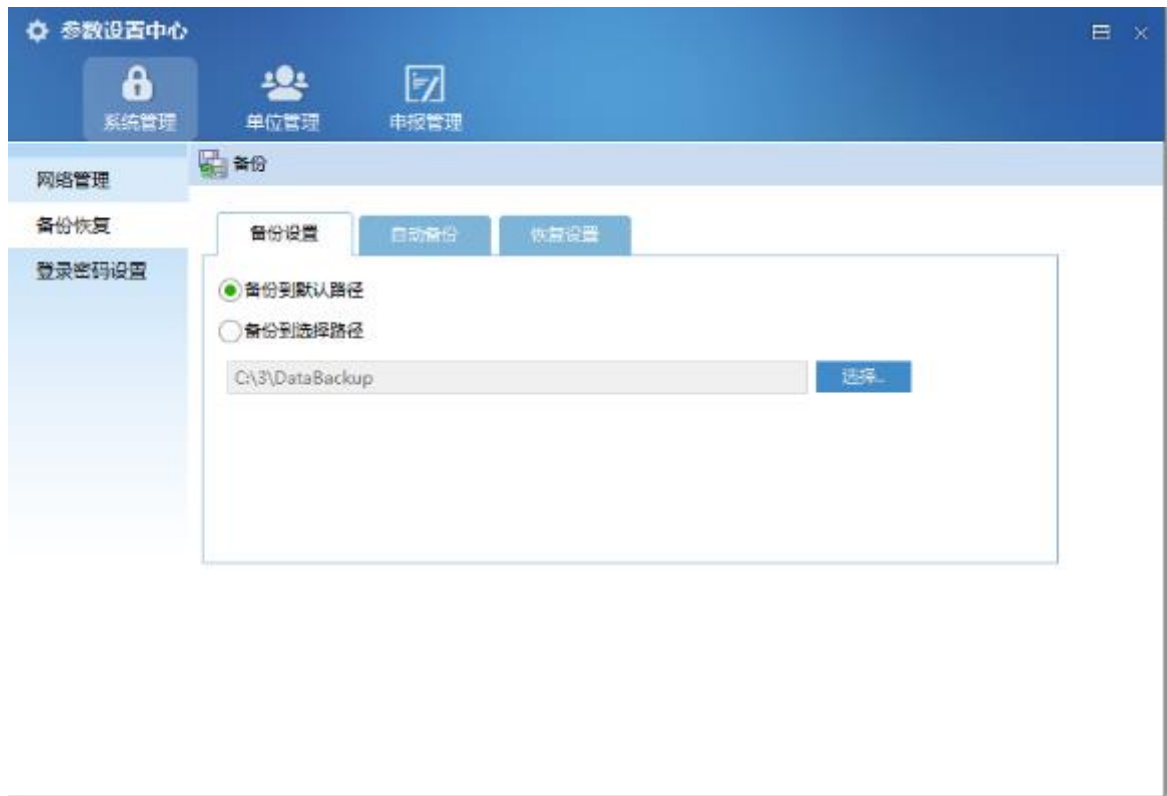 参数设置中心
系统管理
单位管理
申报管理
网络管理
备份恢复
登录密码设置
备份
备份设置
自动备份
恢复设置
备份到默认路径
备份到选择路径
C:\3\DataBackup
选择...